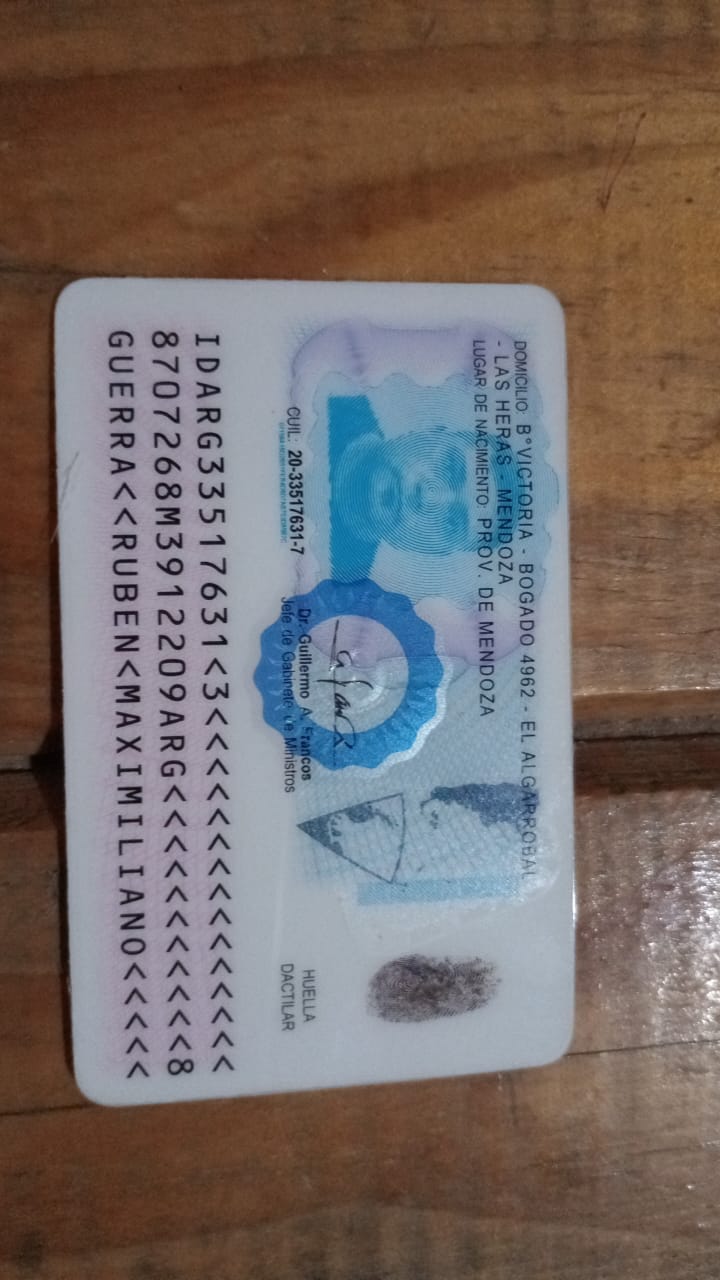 DOMICILIO: B°VICTORIA - BOGADO 4962 - EL ALGARROBAL
- LAS HERAS - MENDOZA
LUGAR DE NACIMIENTO: PROV. DE MENDOZA
CUIL: 20-33517631-7
Dr. Guillermo A. Francos
Jefe de Gabinete de Ministros
HUELLA
DACTILAR
IDARG33517631<3<<<<<<<<<<<<<<<
8707268M3912209ARG<<<<<<<<<<<8
GUERRA<<RUBEN<MAXIMILIANO<<<<<